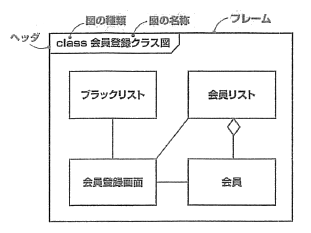 図の種類 図の名称 フレーム
ヘッダ
class 会員登録クラス図
ブラックリスト 会員リスト
会員登録画面 会員